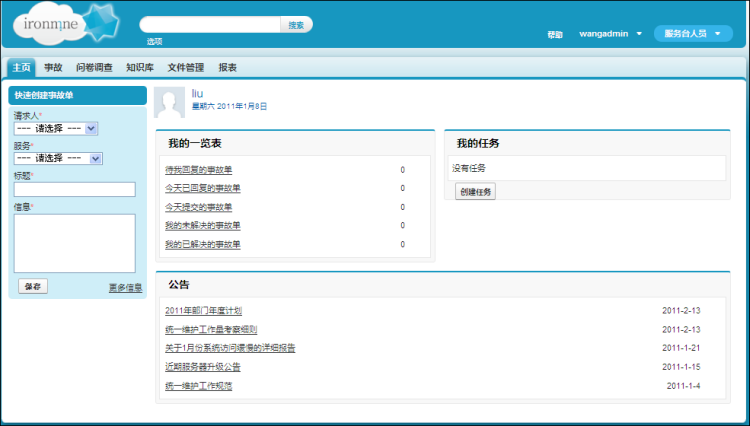 ironmine
搜索
选项
帮助
wangadmin
服务台人员
主页 事故 问卷调查 知识库 文件管理 报表
快速创建事故单
请求人*
--- 请选择 ---
服务*
--- 请选择 ---
标题*
信息*
保存 更多信息
liu
星期六 2011年1月8日
我的一览表
待我回复的事故单 0
今天已回复的事故单 0
今天提交的事故单 0
我的未解决的事故单 0
我的已解决的事故单 0
我的任务
没有任务
创建任务
公告
2011年部门年度计划 2011-2-13
统一维护工作量考察细则 2011-2-13
关于1月份系统访问缓慢的详细报告 2011-1-21
近期服务器升级公告 2011-1-15
统一维护工作规范 2011-1-4